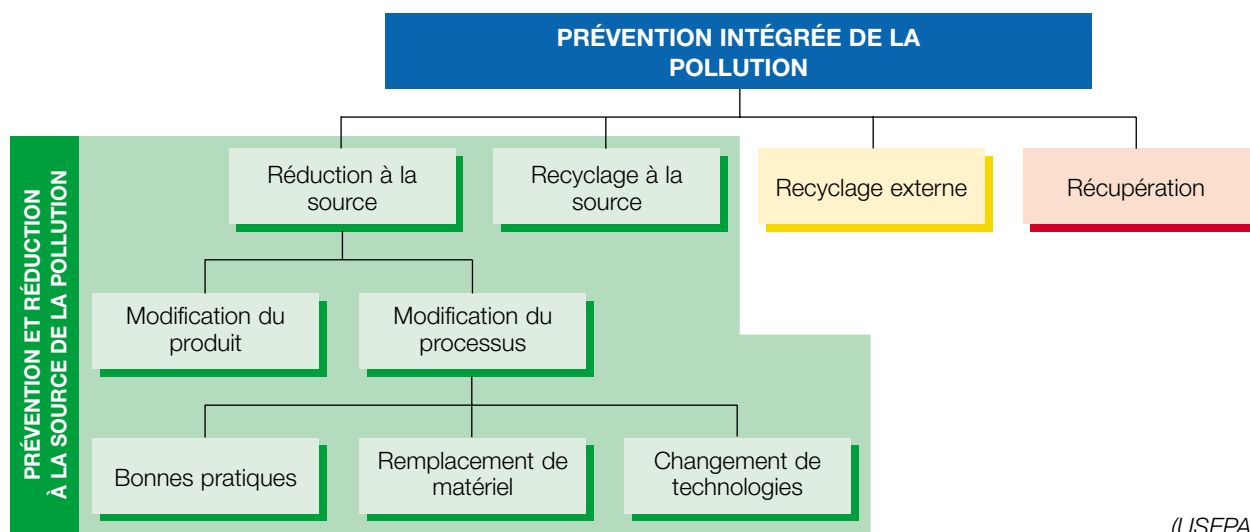 PRÉVENTION INTÉGRÉE DE LA
POLLUTION
PRÉVENTION ET RÉDUCTION
À LA SOURCE DE LA POLLUTION
Réduction à la
source
Recyclage à la
source
Recyclage externe
Récupération
Modification du
produit
Modification du
processus
Bonnes pratiques
Remplacement de
matériel
Changement de
technologies
(USEPA